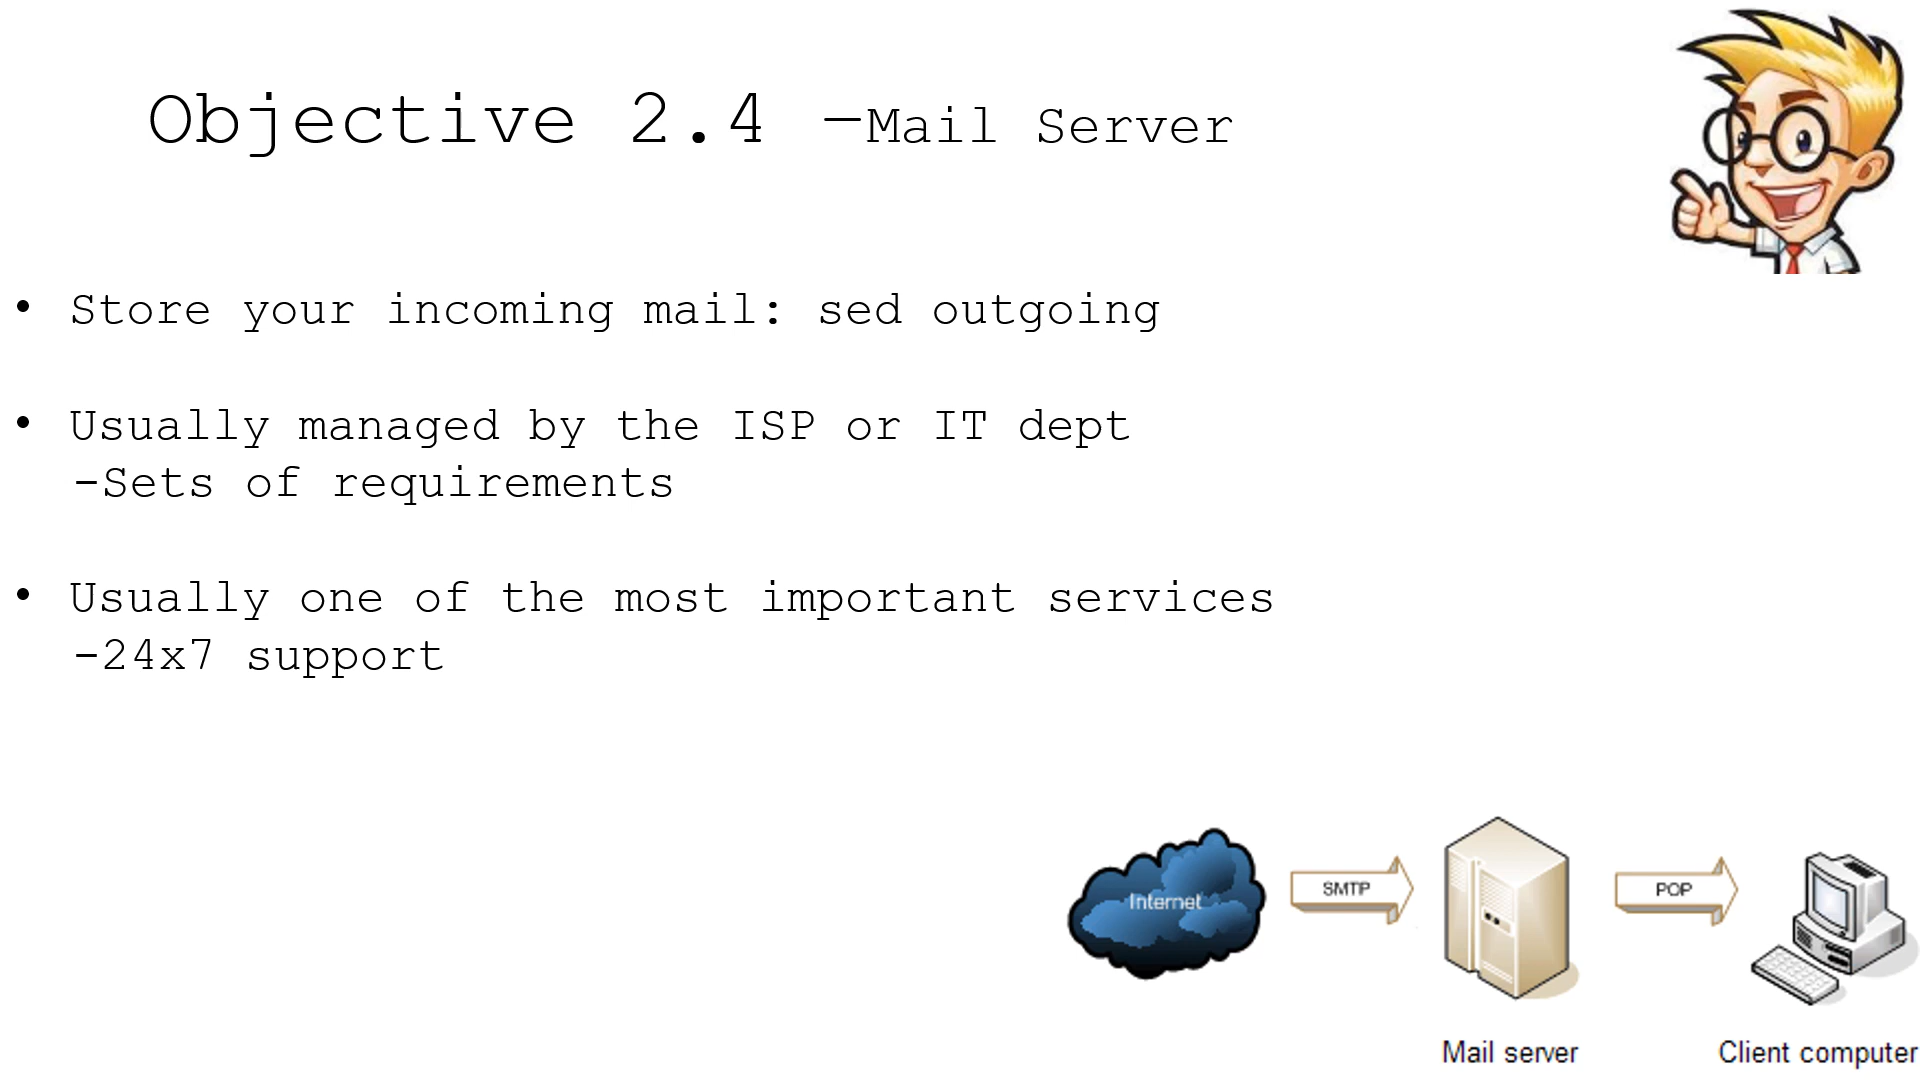 Objective 2.4 –Mail Server
• Store your incoming mail: sed outgoing
• Usually managed by the ISP or IT dept
-Sets of requirements
• Usually one of the most important services
-24x7 support
Internet
SMTP
POP
Mail server
Client computer